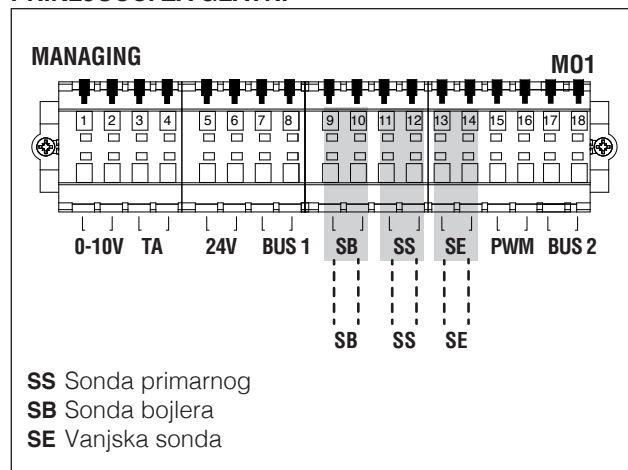 MANAGING M01
1 2 3 4 5 6 7 8 9 10 11 12 13 14 15 16 17 18
0-10V TA 24V BUS 1 SB SS SE PWM BUS 2
SB SS SE
SS Sonda primarnog
SB Sonda bojlera
SE Vanjska sonda